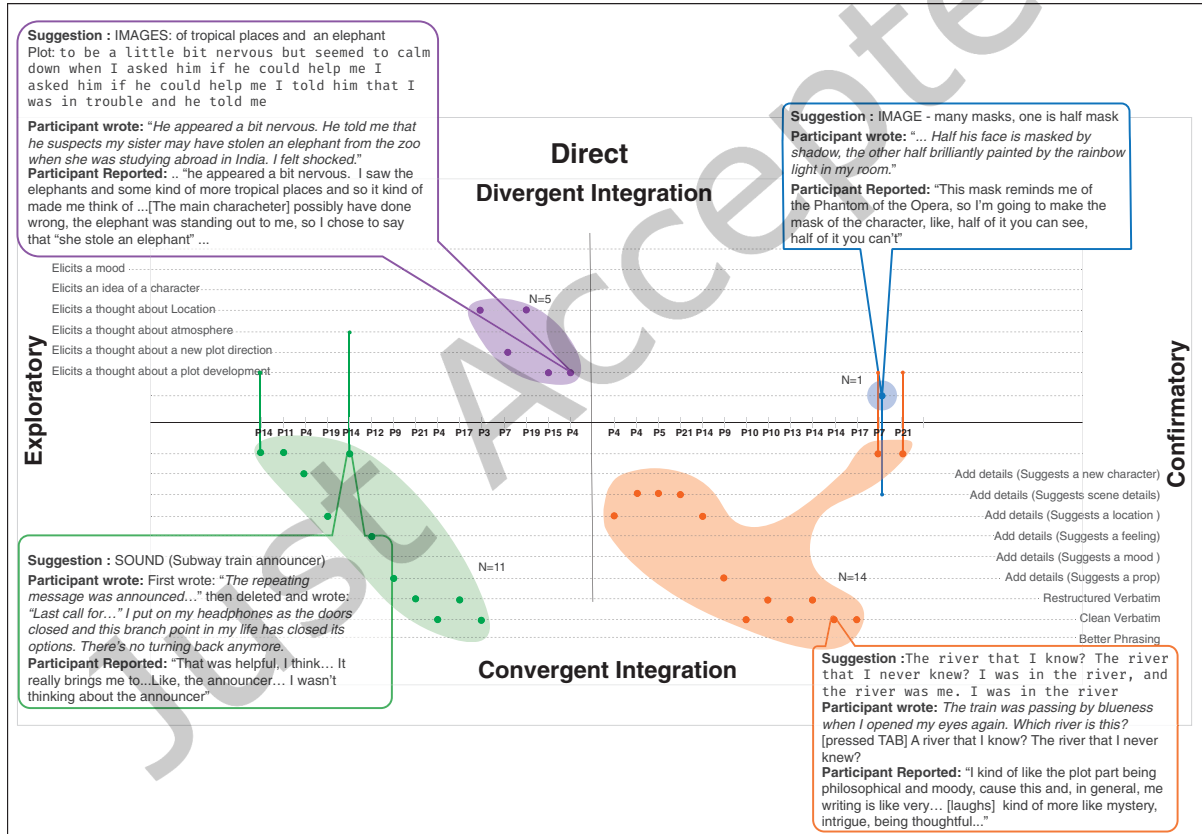 Suggestion : IMAGES: of tropical places and an elephant
Plot: to be a little bit nervous but seemed to calm
down when I asked him if he could help me I
asked him if he could help me I told him that I
was in trouble and he told me
Participant wrote: “He appeared a bit nervous. He told me that
he suspects my sister may have stolen an elephant from the zoo
when she was studying abroad in India. I felt shocked.”
Participant Reported: .. “he appeared a bit nervous. I saw the
elephants and some kind of more tropical places and so it kind of
made me think of ...[The main characheter] possibly have done
wrong, the elephant was standing out to me, so I chose to say
that “she stole an elephant” ...
Direct
Divergent Integration
Suggestion : IMAGE - many masks, one is half mask
Participant wrote: “... Half his face is masked by
shadow, the other half brilliantly painted by the rainbow
light in my room.”
Participant Reported: “This mask reminds me of
the Phantom of the Opera, so I’m going to make the
mask of the character, like, half of it you can see,
half of it you can’t”
Elicits a mood
Elicits an idea of a character
Elicits a thought about Location
Elicits a thought about atmosphere
Elicits a thought about a new plot direction
Elicits a thought about a plot development
N=5
N=1
Exploratory
Confirmatory
P14 P11 P4 P19 P14 P12 P9 P21 P4 P17 P3 P7 P19 P15 P4 P4 P4 P5 P21 P14 P9 P10 P10 P13 P14 P14 P17 P7 P21
Add details (Suggests a new character)
Add details (Suggests scene details)
Add details (Suggests a location )
Add details (Suggests a feeling)
Add details (Suggests a mood )
Add details (Suggests a prop)
Restructured Verbatim
Clean Verbatim
Better Phrasing
N=11
N=14
Suggestion : SOUND (Subway train announcer)
Participant wrote: First wrote: “The repeating
message was announced…” then deleted and wrote:
“Last call for…” I put on my headphones as the doors
closed and this branch point in my life has closed its
options. There’s no turning back anymore.
Participant Reported: “That was helpful, I think… It
really brings me to...Like, the announcer… I wasn’t
thinking about the announcer”
Convergent Integration
Suggestion :The river that I know? The river
that I never knew? I was in the river, and
the river was me. I was in the river
Participant wrote: The train was passing by blueness
when I opened my eyes again. Which river is this?
[pressed TAB] A river that I know? The river that I never
knew?
Participant Reported: “I kind of like the plot part being
philosophical and moody, cause this and, in general, me
writing is like very… [laughs] kind of more like mystery,
intrigue, being thoughtful...”
Just Accepte